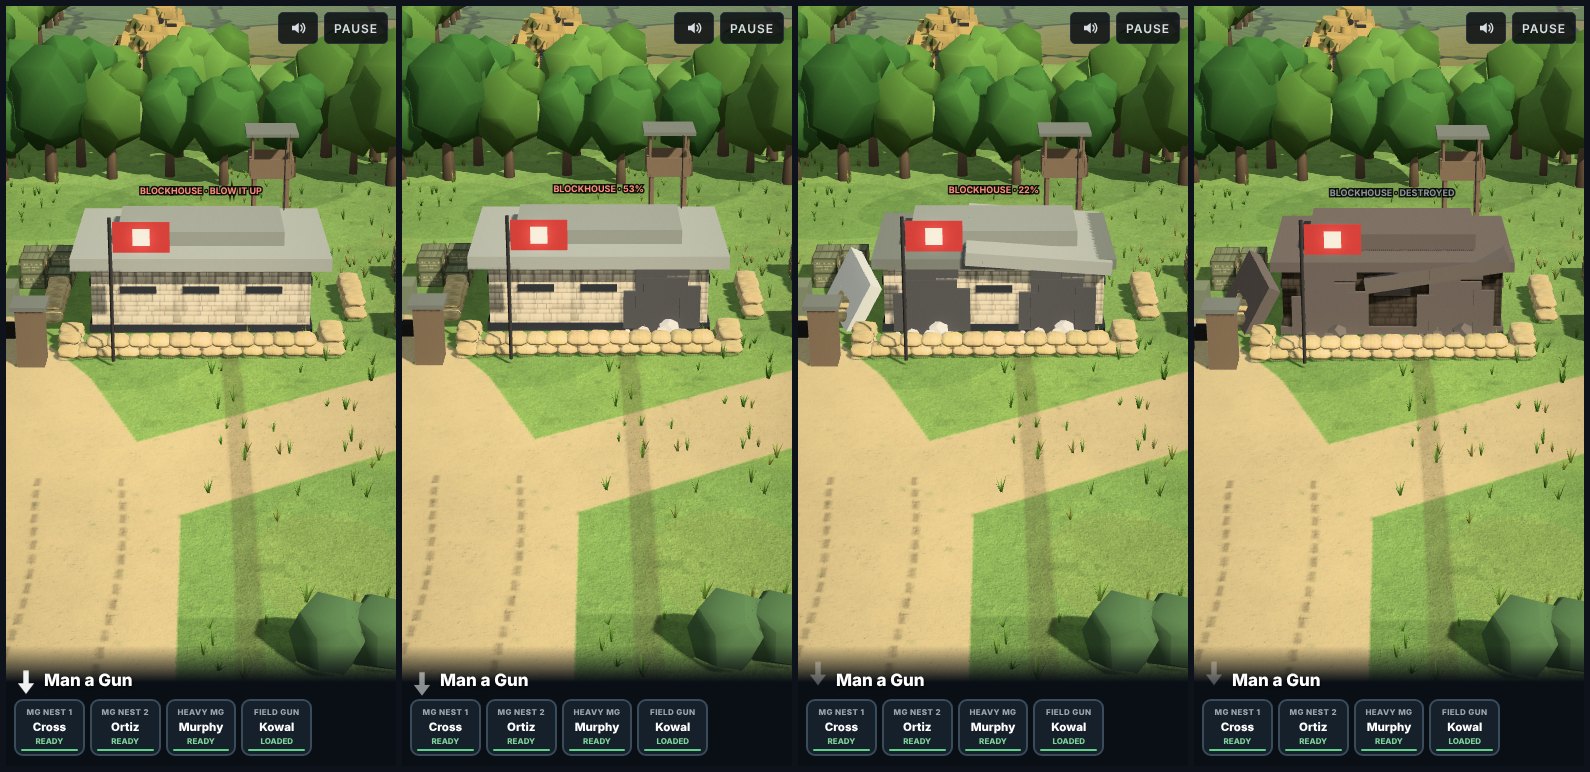 PAUSE
BLOCKHOUSE · BLOW IT UP
Man a Gun
MG NEST 1
Cross
READY
MG NEST 2
Ortiz
READY
HEAVY MG
Murphy
READY
FIELD GUN
Kowal
LOADED
PAUSE
BLOCKHOUSE · 53%
Man a Gun
MG NEST 1
Cross
READY
MG NEST 2
Ortiz
READY
HEAVY MG
Murphy
READY
FIELD GUN
Kowal
LOADED
PAUSE
BLOCKHOUSE · 22%
Man a Gun
MG NEST 1
Cross
READY
MG NEST 2
Ortiz
READY
HEAVY MG
Murphy
READY
FIELD GUN
Kowal
LOADED
PAUSE
BLOCKHOUSE · DESTROYED
Man a Gun
MG NEST 1
Cross
READY
MG NEST 2
Ortiz
READY
HEAVY MG
Murphy
READY
FIELD GUN
Kowal
LOADED